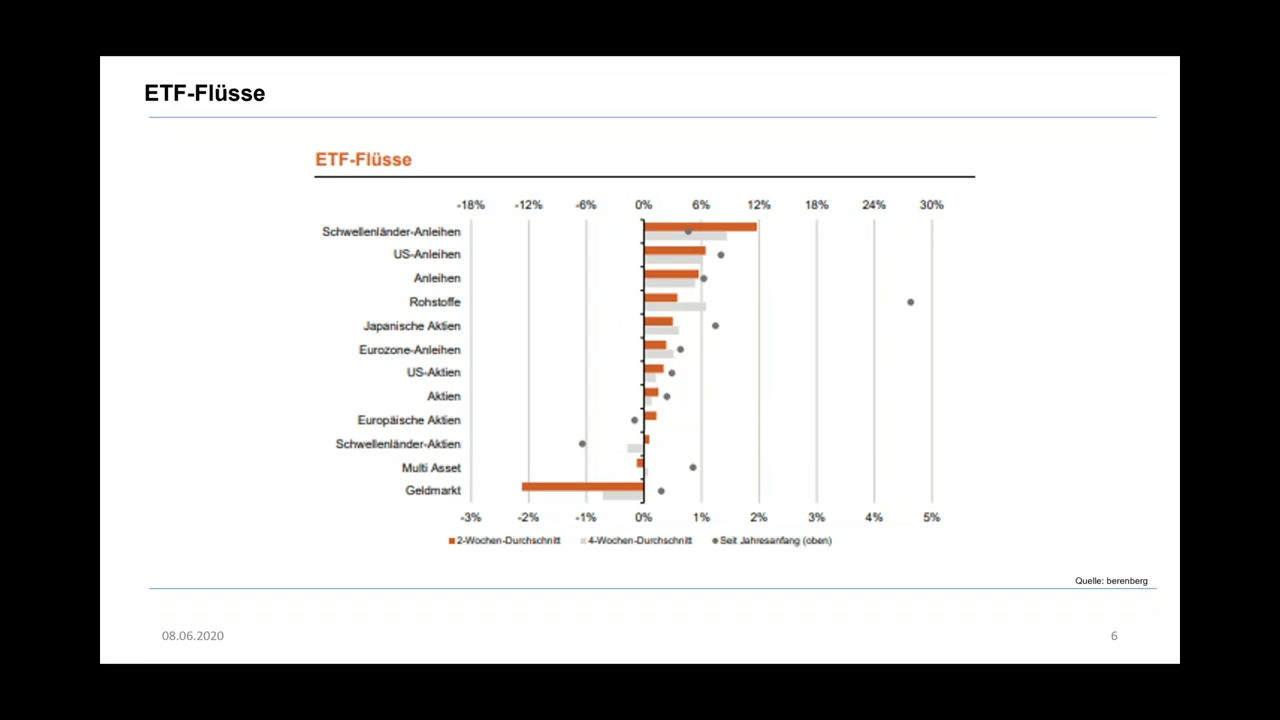 ETF-Flüsse
ETF-Flüsse
-18% -12% -6% 0% 6% 12% 18% 24% 30%
Schwellenländer-Anleihen
US-Anleihen
Anleihen
Rohstoffe
Japanische Aktien
Eurozone-Anleihen
US-Aktien
Aktien
Europäische Aktien
Schwellenländer-Aktien
Multi Asset
Geldmarkt
-3% -2% -1% 0% 1% 2% 3% 4% 5%
2-Wochen-Durchschnitt 4-Wochen-Durchschnitt Seit Jahresanfang (oben)
Quelle: berenberg
08.06.2020 6